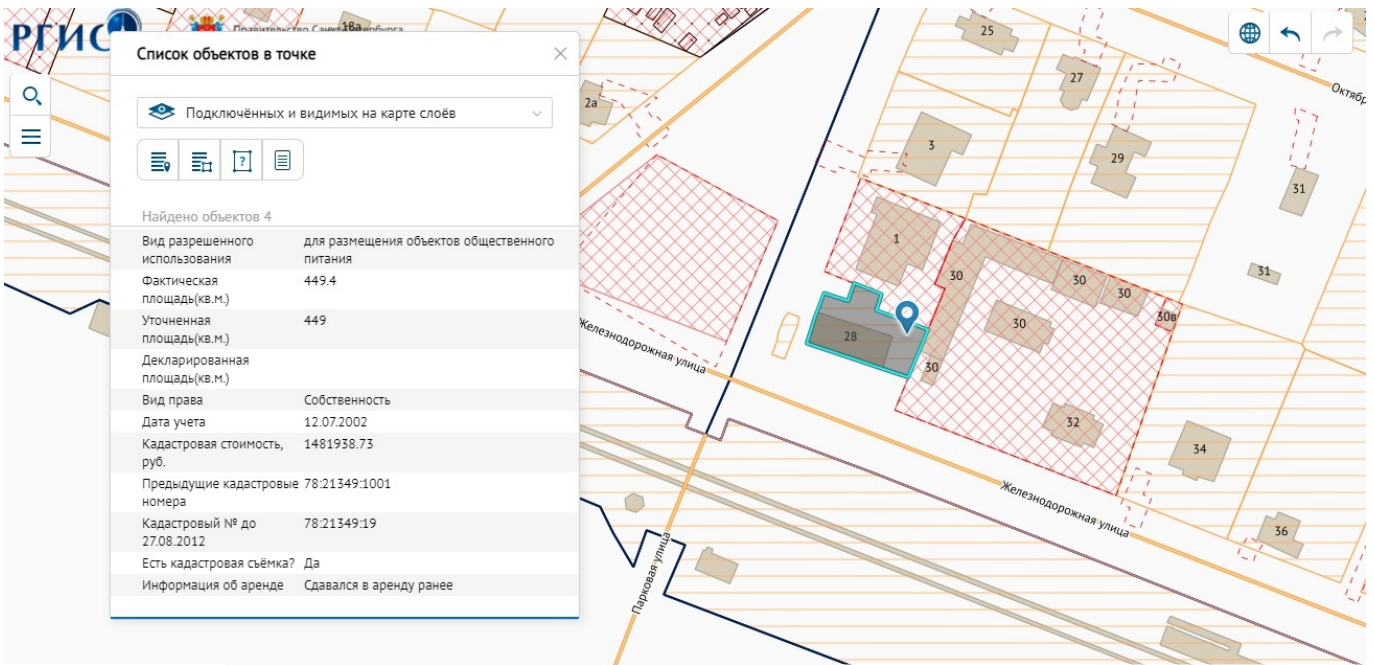 РГИС
Правительство Санкт-Петербурга
Список объектов в точке
Подключённых и видимых на карте слоёв
Найдено объектов 4
Вид разрешенного использования
для размещения объектов общественного питания
Фактическая площадь(кв.м.)
449.4
Уточненная площадь(кв.м.)
449
Декларированная площадь(кв.м.)
Вид права
Собственность
Дата учета
12.07.2002
Кадастровая стоимость, руб.
1481938.73
Предыдущие кадастровые номера
78:21349:1001
Кадастровый № до 27.08.2012
78:21349:19
Есть кадастровая съёмка?
Да
Информация об аренде
Сдавался в аренду ранее
18а
2а
25
27
Октябр
3
29
31
1
31
30
30
30
30
30в
28
30
Железнодорожная улица
32
34
Железнодорожная улица
36
Парковая улица